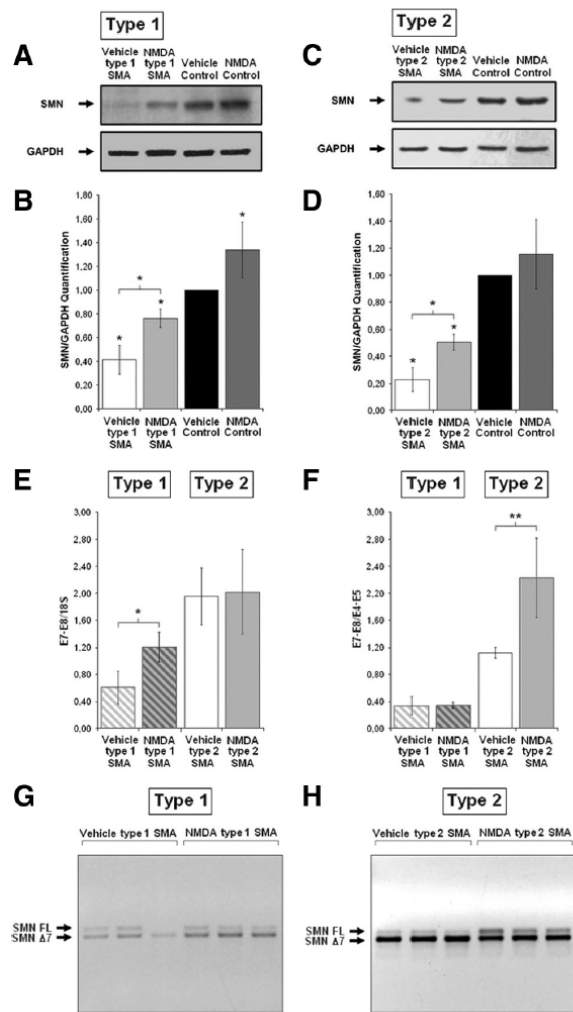 Type 1
A
Vehicle type 1 SMA
NMDA type 1 SMA
Vehicle Control
NMDA Control
SMN
GAPDH
Type 2
C
Vehicle type 2 SMA
NMDA type 2 SMA
Vehicle Control
NMDA Control
SMN
GAPDH
B
SMN/GAPDH Quantification
1,80
1,60
1,40
1,20
1,00
0,80
0,60
0,40
0,20
0,00
*
*
*
*
Vehicle type 1 SMA
NMDA type 1 SMA
Vehicle Control
NMDA Control
D
SMN/GAPDH Quantification
1,80
1,60
1,40
1,20
1,00
0,80
0,60
0,40
0,20
0,00
*
*
*
Vehicle type 2 SMA
NMDA type 2 SMA
Vehicle Control
NMDA Control
E
Type 1
Type 2
E7-E8/18S
3,00
2,80
2,20
1,20
0,80
0,40
0,00
*
Vehicle type 1 SMA
NMDA type 1 SMA
Vehicle type 2 SMA
NMDA type 2 SMA
F
Type 1
Type 2
E7-E8/E4-E5
3,00
2,80
2,20
1,20
0,80
0,40
0,00
**
Vehicle type 1 SMA
NMDA type 1 SMA
Vehicle type 2 SMA
NMDA type 2 SMA
G
Type 1
Vehicle type 1 SMA
NMDA type 1 SMA
SMN FL
SMN Δ7
H
Type 2
Vehicle type 2 SMA
NMDA type 2 SMA
SMN FL
SMN Δ7